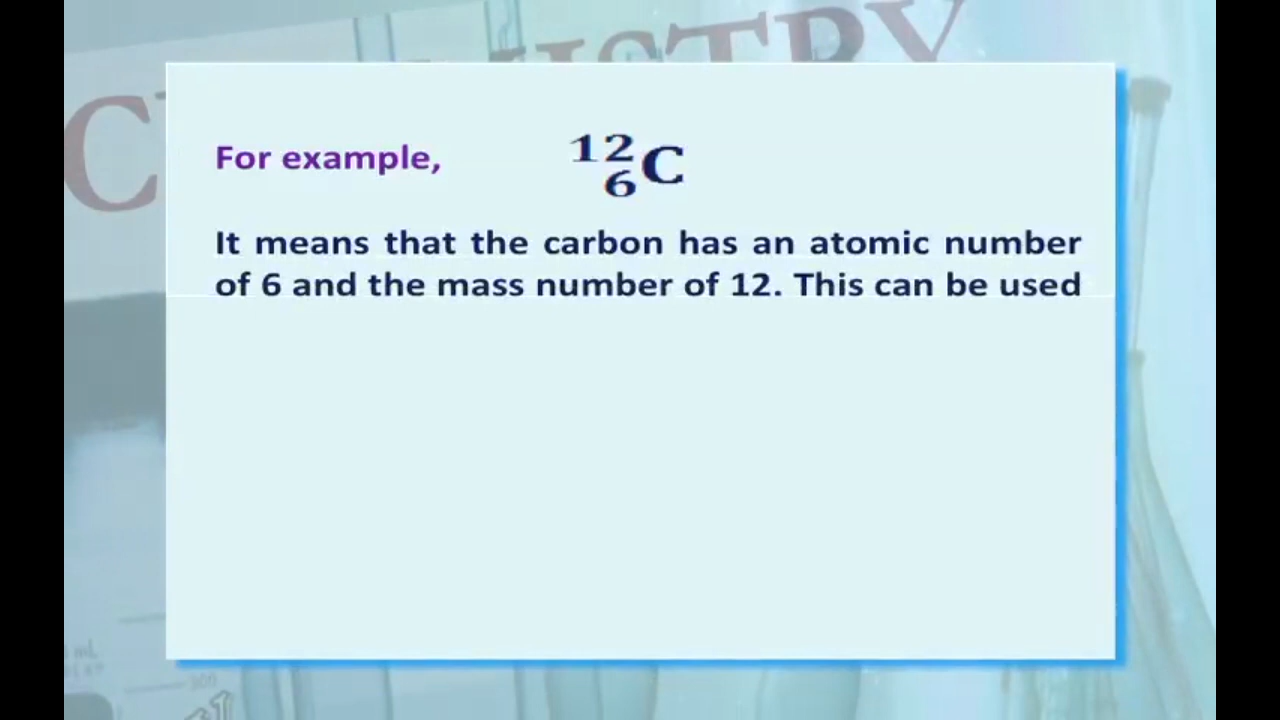 For example, ¹²₆C
It means that the carbon has an atomic number
of 6 and the mass number of 12. This can be used